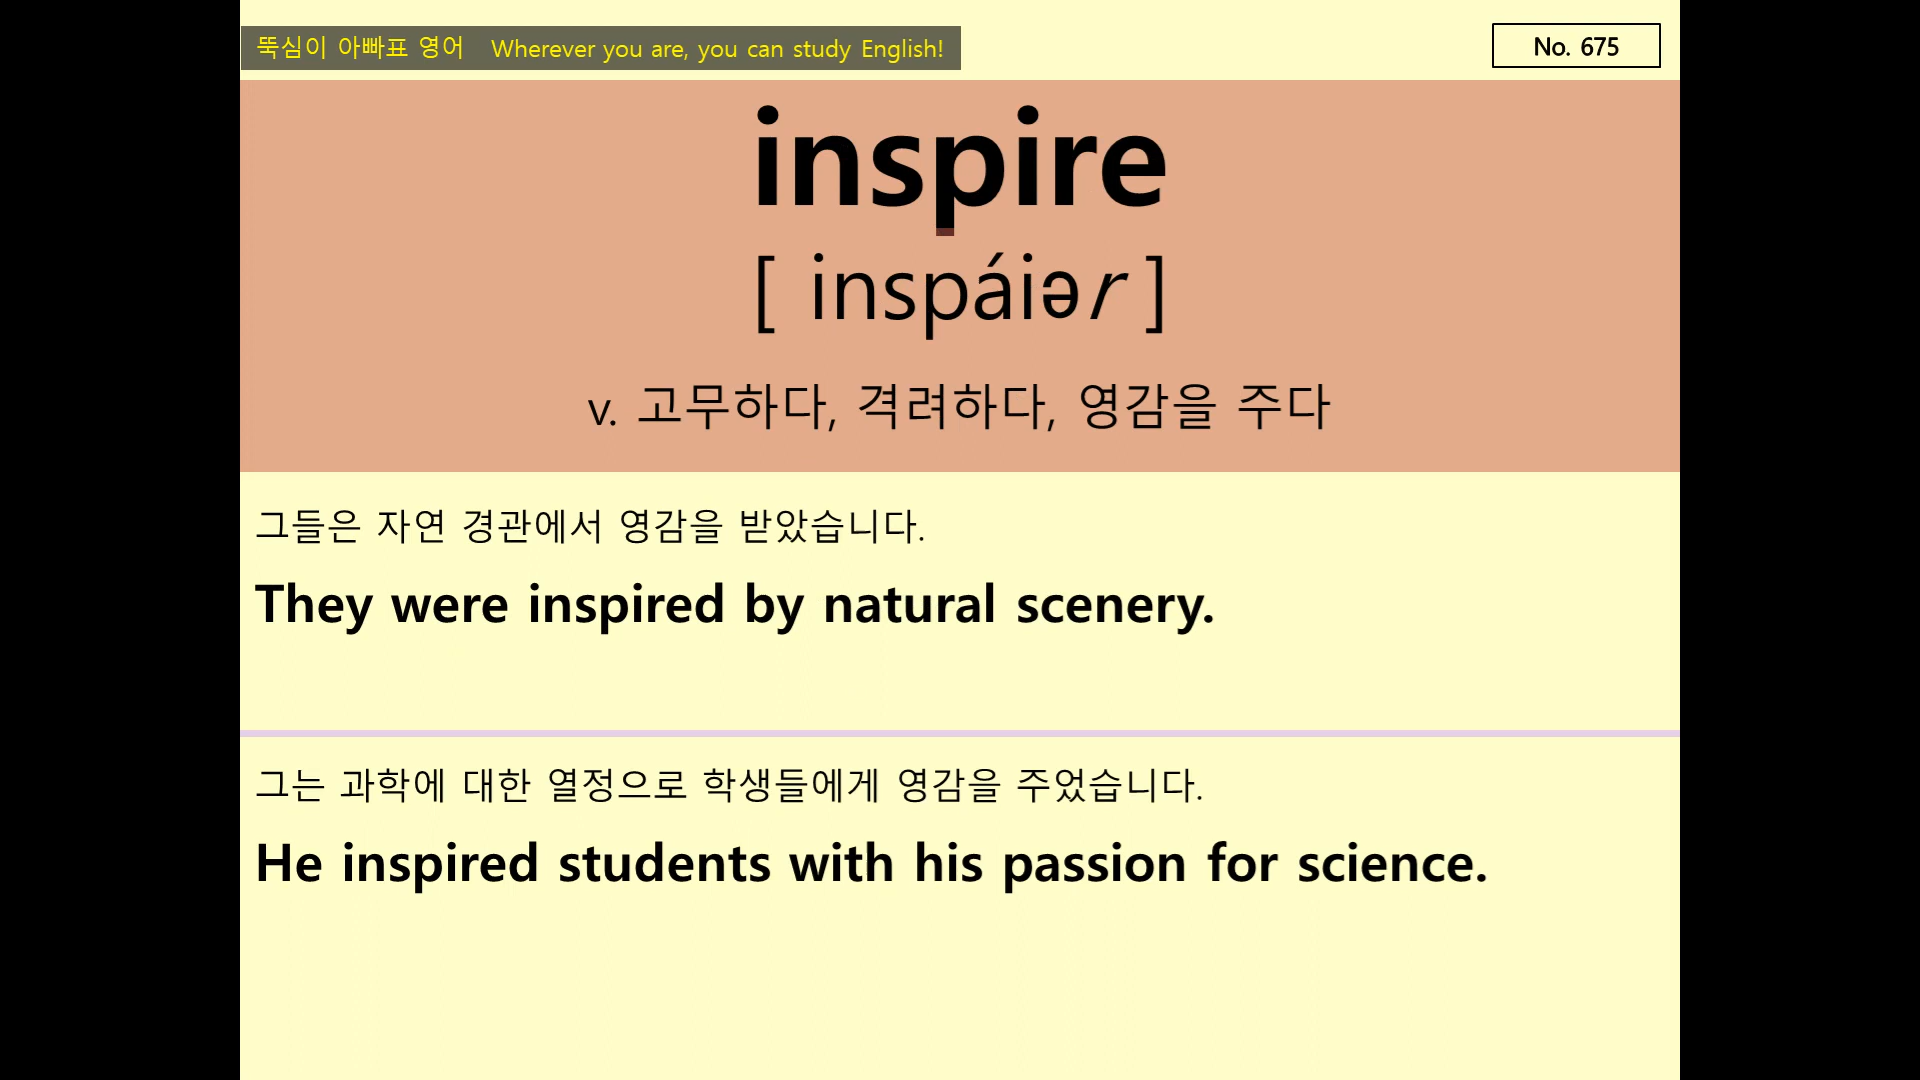 뚝심이 아빠표 영어 Wherever you are, you can study English!
No. 675
inspire
[ inspáiər ]
v. 고무하다, 격려하다, 영감을 주다
그들은 자연 경관에서 영감을 받았습니다.
They were inspired by natural scenery.
그는 과학에 대한 열정으로 학생들에게 영감을 주었습니다.
He inspired students with his passion for science.